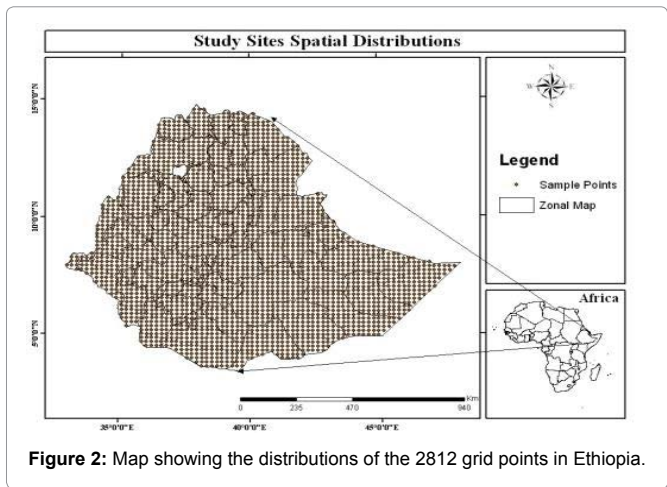 Study Sites Spatial Distributions
N
W E
S
Legend
Sample Points
Zonal Map
Africa
15°0'0"N
10°0'0"N
5°0'0"N
Km
0 235 470 940
35°0'0"E 40°0'0"E 45°0'0"E
Figure 2: Map showing the distributions of the 2812 grid points in Ethiopia.